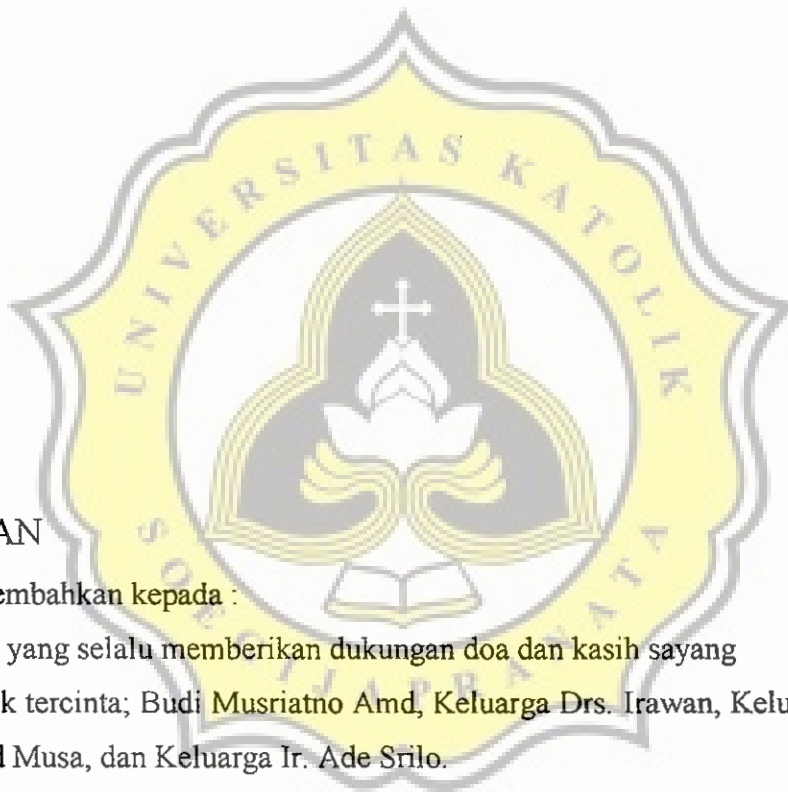 UNIVERSITAS KATOLIK
SOEGIJAPRANATA
AN
embahkan kepada :
yang selalu memberikan dukungan doa dan kasih sayang
k tercinta; Budi Musriatno Amd, Keluarga Drs. Irawan, Kelu
d Musa, dan Keluarga Ir. Ade Srilo.